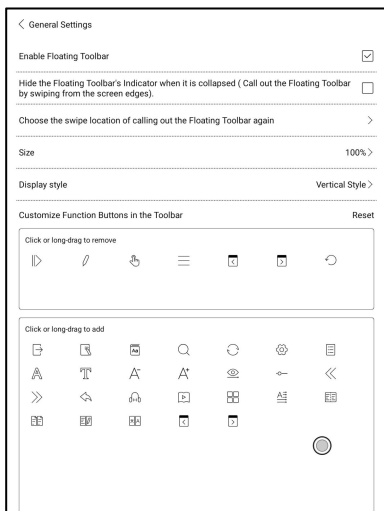 General Settings
Enable Floating Toolbar
Hide the Floating Toolbar's Indicator when it is collapsed ( Call out the Floating Toolbar
by swiping from the screen edges).
Choose the swipe location of calling out the Floating Toolbar again
Size 100%
Display style Vertical Style
Customize Function Buttons in the Toolbar Reset
Click or long-drag to remove
Click or long-drag to add
Aa
A T A- A+